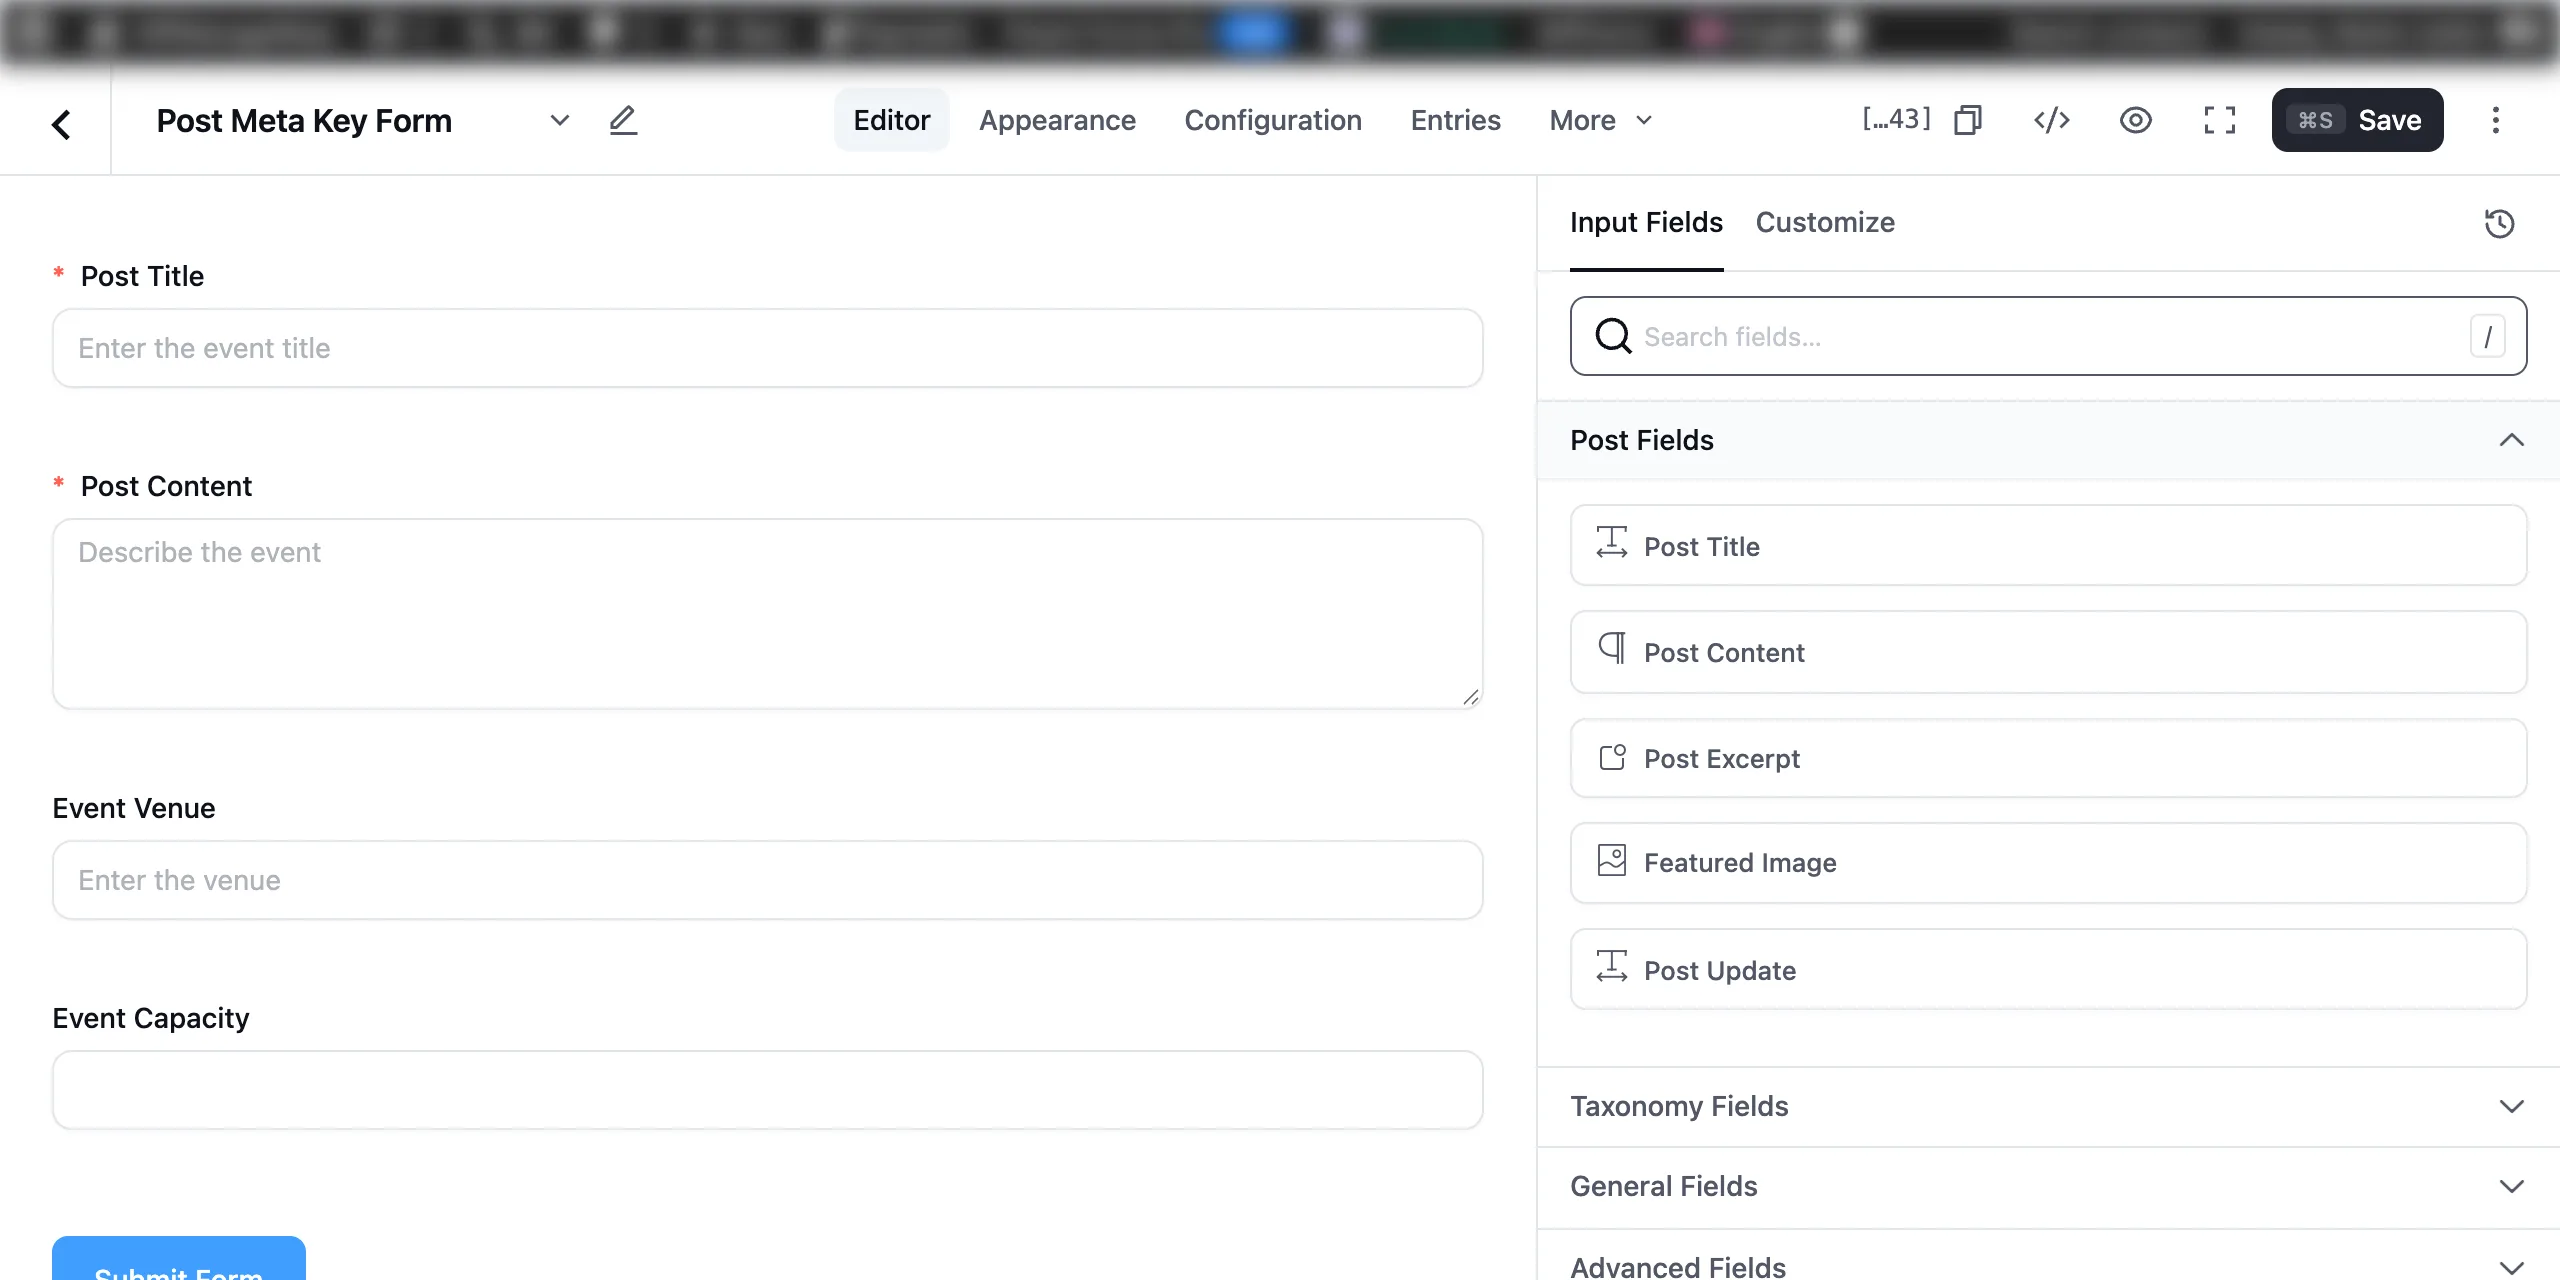 Post Meta Key Form
Editor
Appearance
Configuration
Entries
More
[...43]
</>
⌘S Save
Input Fields
Customize
* Post Title
Enter the event title
* Post Content
Describe the event
Event Venue
Enter the venue
Event Capacity
Submit Form
Search fields...
/
Post Fields
Post Title
Post Content
Post Excerpt
Featured Image
Post Update
Taxonomy Fields
General Fields
Advanced Fields